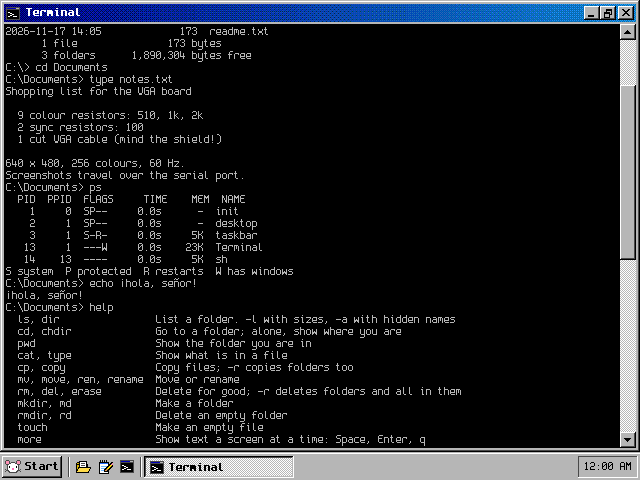 Terminal
2026-11-17 14:05             173  readme.txt
      1 file               173 bytes
      3 folders      1,890,304 bytes free
C:\> cd Documents
C:\Documents> type notes.txt
Shopping list for the VGA board

  9 colour resistors: 510, 1k, 2k
  2 sync resistors: 100
  1 cut VGA cable (mind the shield!)

640 x 480, 256 colours, 60 Hz.
Screenshots travel over the serial port.
C:\Documents> ps
  PID  PPID  FLAGS     TIME    MEM  NAME
    1     0  SP--      0.0s      -  init
    2     1  SP--      0.0s      -  desktop
    3     1  S-R-      0.0s     5K  taskbar
   13     1  ---W      0.0s    23K  Terminal
   14    13  ----      0.0s     5K  sh
S system  P protected  R restarts  W has windows
C:\Documents> echo ¡hola, señor!
¡hola, señor!
C:\Documents> help
  ls, dir                List a folder. -l with sizes, -a with hidden names
  cd, chdir              Go to a folder; alone, show where you are
  pwd                    Show the folder you are in
  cat, type              Show what is in a file
  cp, copy               Copy files; -r copies folders too
  mv, move, ren, rename  Move or rename
  rm, del, erase         Delete for good; -r deletes folders and all in them
  mkdir, md              Make a folder
  rmdir, rd              Delete an empty folder
  touch                  Make an empty file
  more                   Show text a screen at a time: Space, Enter, q
Start
Terminal
12:00 AM